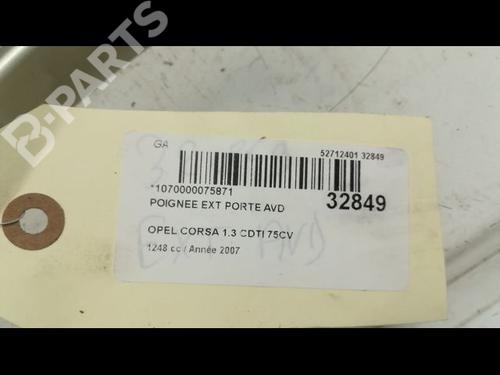 B-PARTS
GA
52712401 32849
*1070000075871
32849
POIGNEE EXT PORTE AVD
OPEL CORSA 1.3 CDTI 75CV
1248 cc / Année 2007
AVD